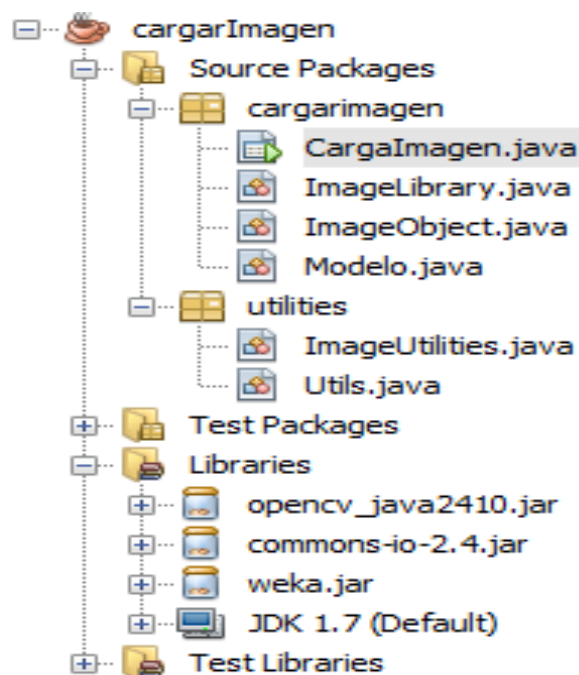 cargarImagen
Source Packages
cargarimagen
CargaImagen.java
ImageLibrary.java
ImageObject.java
Modelo.java
utilities
ImageUtilities.java
Utils.java
Test Packages
Libraries
opencv_java2410.jar
commons-io-2.4.jar
weka.jar
JDK 1.7 (Default)
Test Libraries